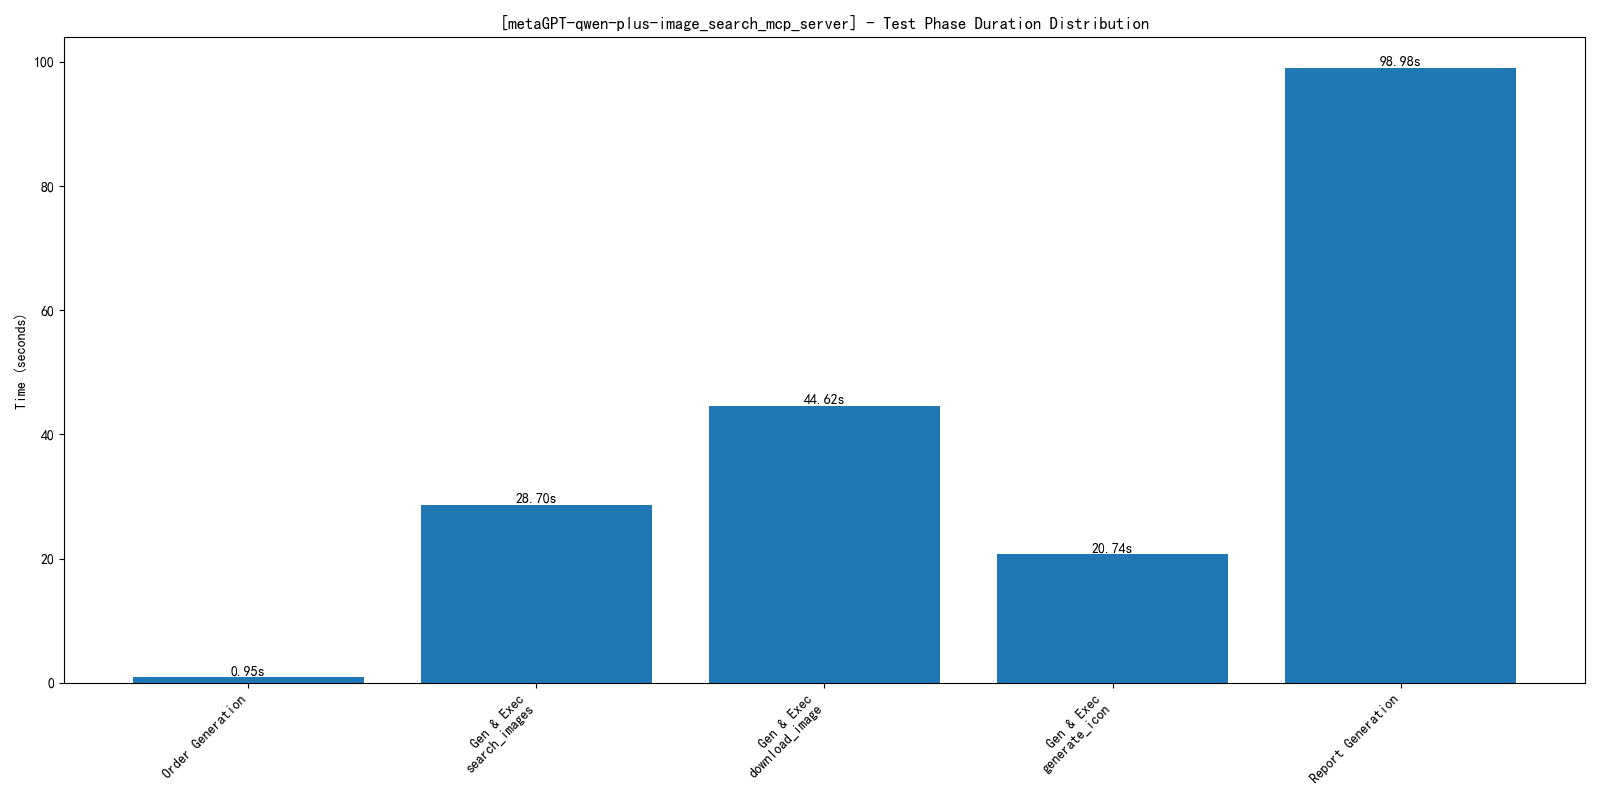 [metaGPT-qwen-plus-image_search_mcp_server] - Test Phase Duration Distribution
Time (seconds)
100
80
60
40
20
0
0.95s
28.70s
44.62s
20.74s
98.98s
Order Generation
Gen & Exec
search_images
Gen & Exec
download_image
Gen & Exec
generate_icon
Report Generation